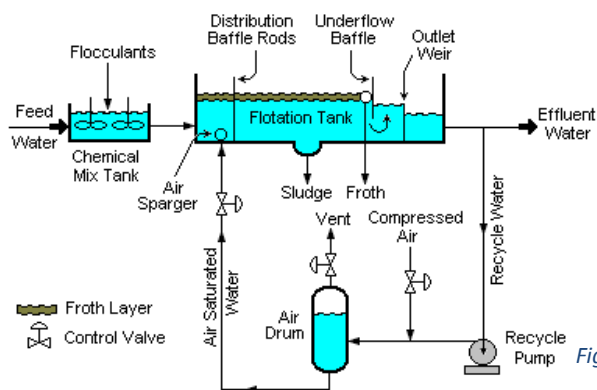 Distribution
Baffle Rods
Underflow
Baffle
Outlet
Weir
Flocculants
Feed
Water
Chemical
Mix Tank
Flotation Tank
Effluent
Water
Air
Sparger
Sludge
Froth
Vent
Compressed
Air
Recycle Water
Air Saturated
Water
Froth Layer
Control Valve
Air
Drum
Recycle
Pump
Fig